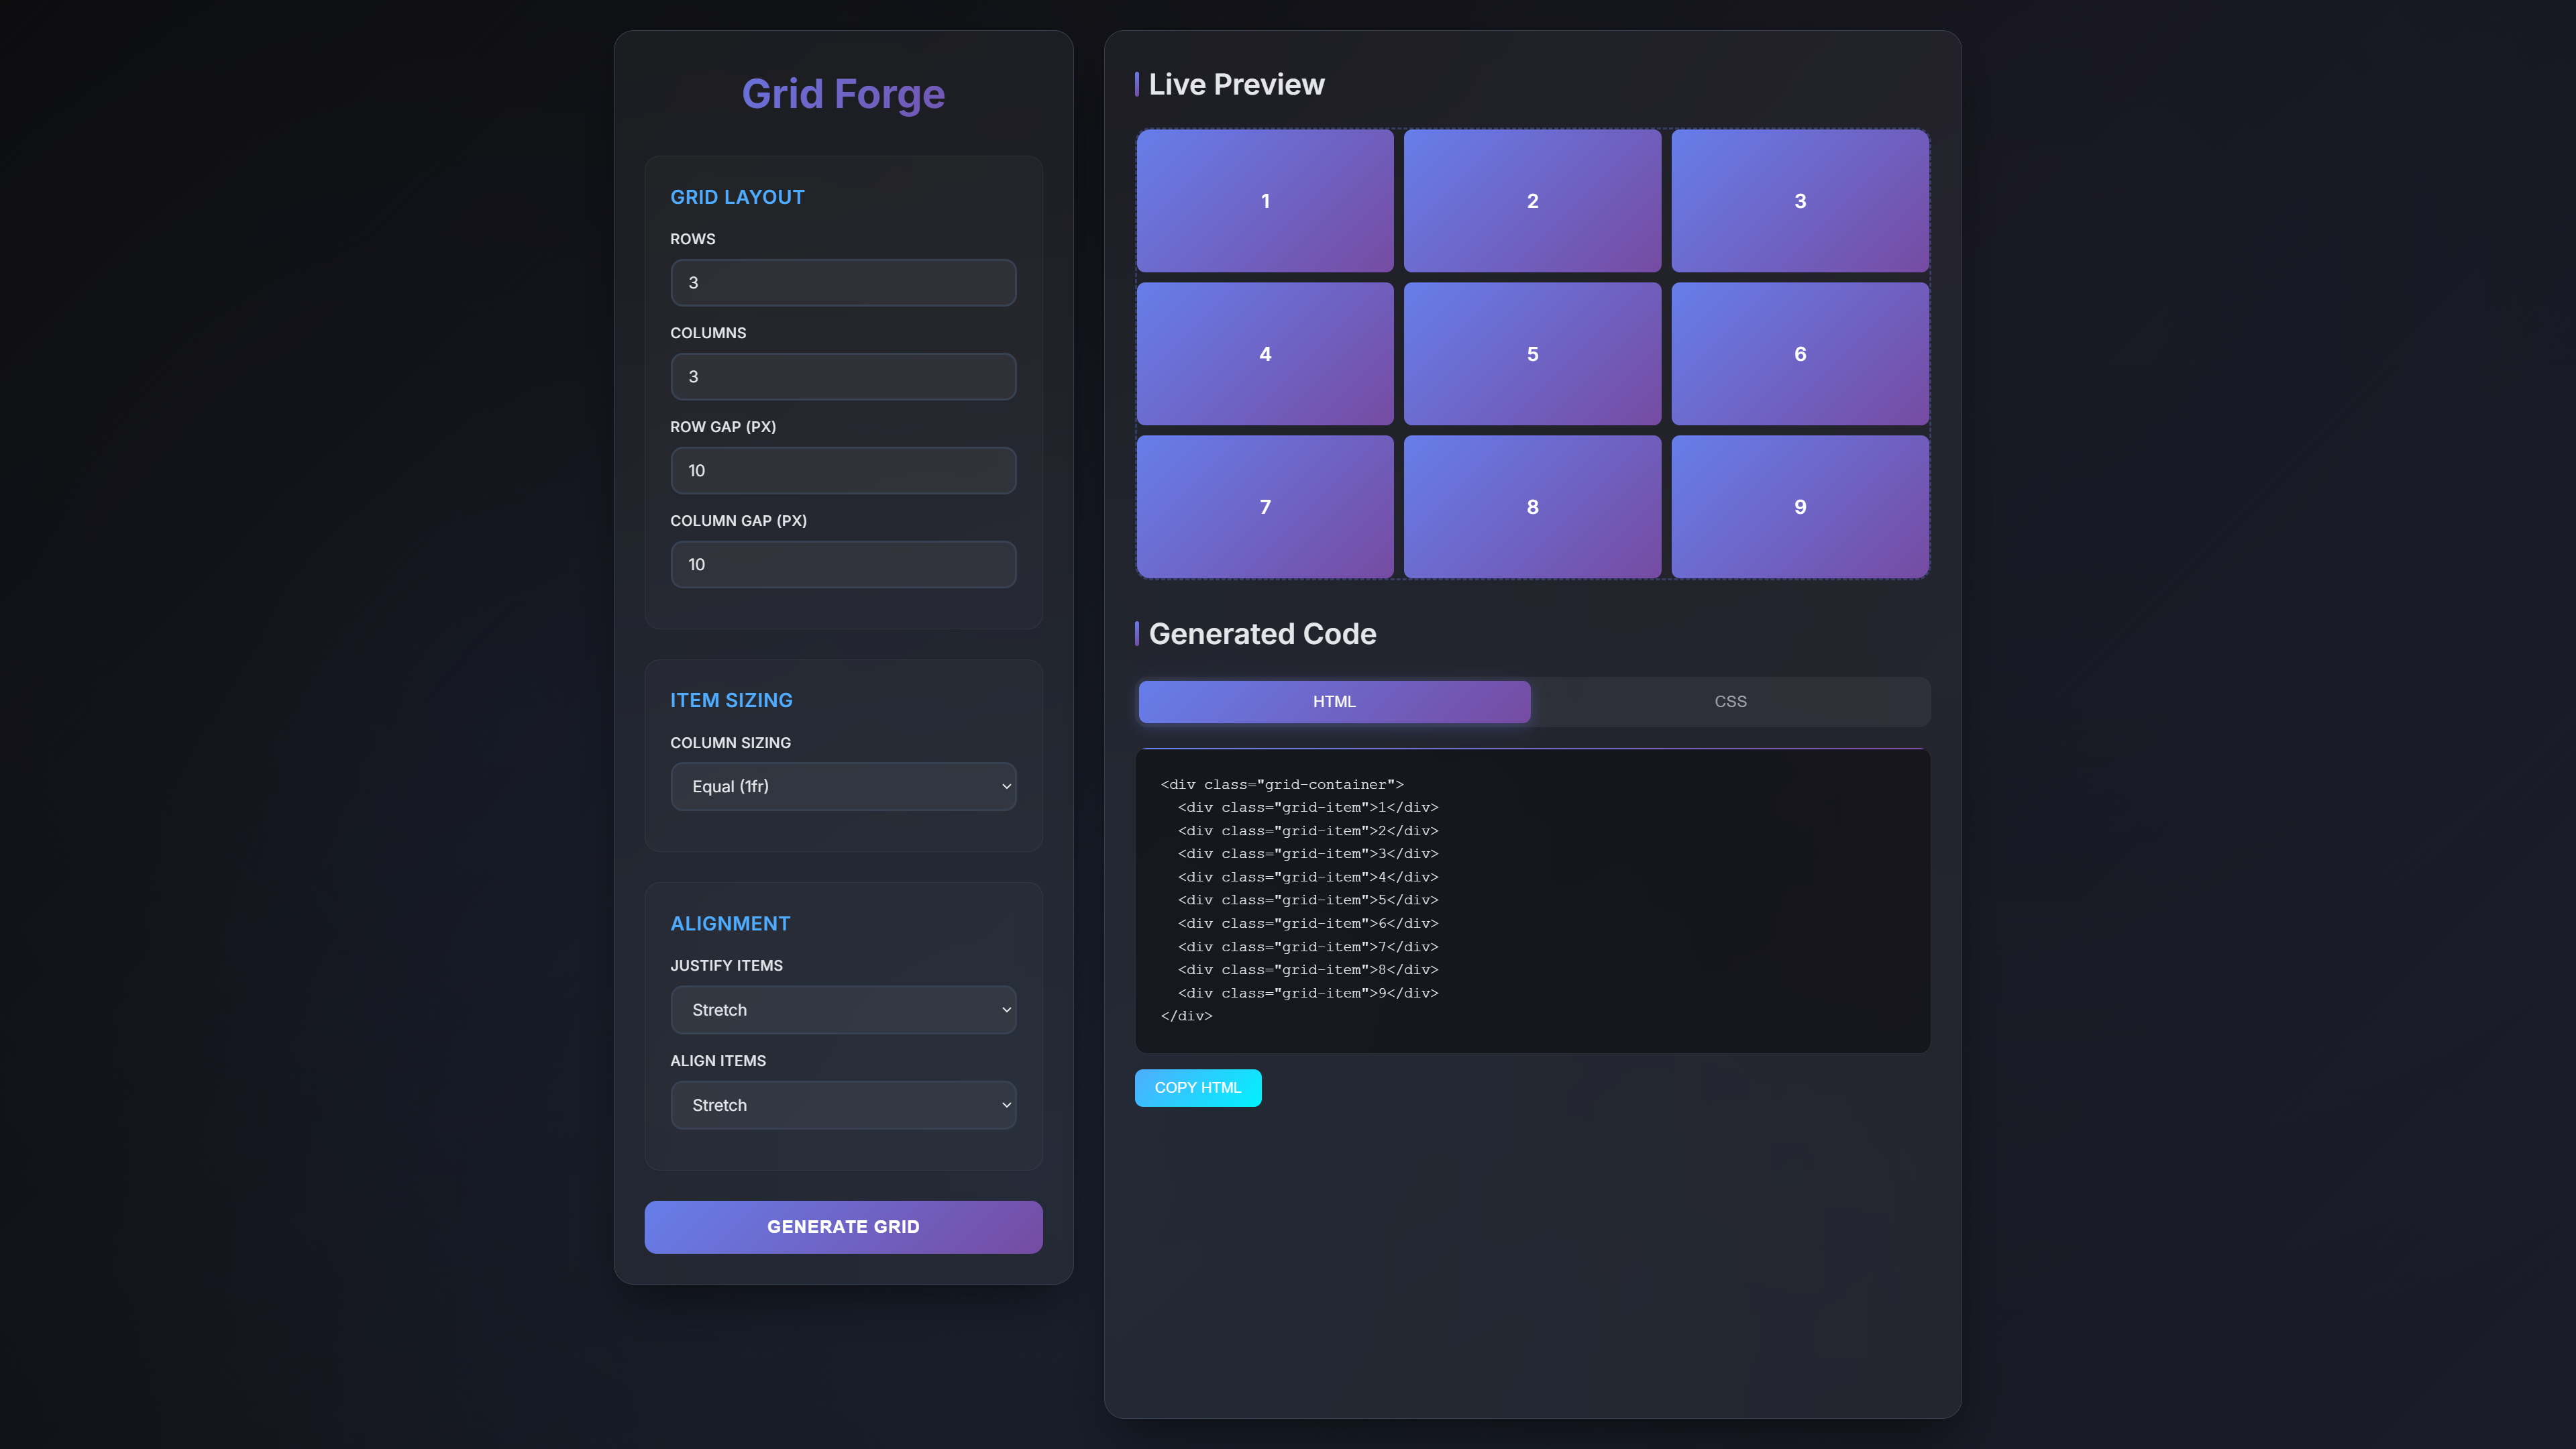 Grid Forge
GRID LAYOUT
ROWS
3
COLUMNS
3
ROW GAP (PX)
10
COLUMN GAP (PX)
10
ITEM SIZING
COLUMN SIZING
Equal (1fr)
ALIGNMENT
JUSTIFY ITEMS
Stretch
ALIGN ITEMS
Stretch
GENERATE GRID
Live Preview
1 2 3
4 5 6
7 8 9
Generated Code
HTML CSS
<div class="grid-container">
  <div class="grid-item">1</div>
  <div class="grid-item">2</div>
  <div class="grid-item">3</div>
  <div class="grid-item">4</div>
  <div class="grid-item">5</div>
  <div class="grid-item">6</div>
  <div class="grid-item">7</div>
  <div class="grid-item">8</div>
  <div class="grid-item">9</div>
</div>
COPY HTML